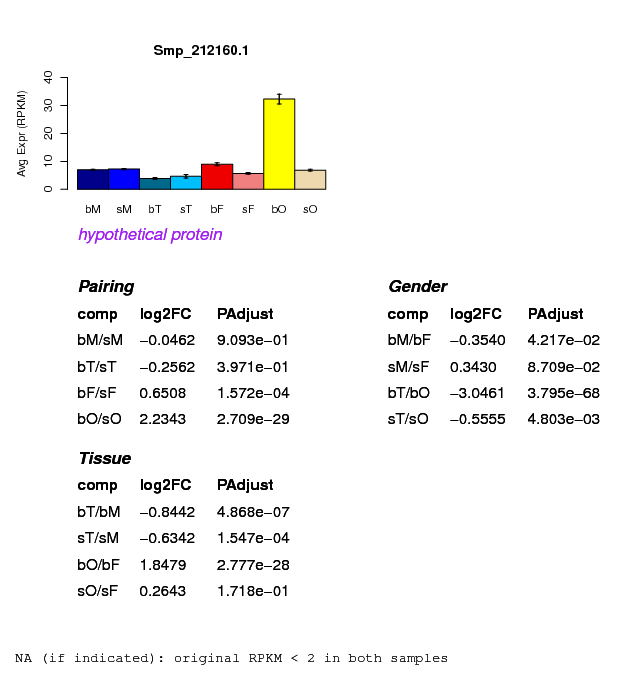 Smp_212160.1
Avg Expr (RPKM)
40
30
20
10
0
bM sM bT sT bF sF bO sO
hypothetical protein
Pairing
comp log2FC PAdjust
bM/sM −0.0462 9.093e−01
bT/sT −0.2562 3.971e−01
bF/sF 0.6508 1.572e−04
bO/sO 2.2343 2.709e−29
Gender
comp log2FC PAdjust
bM/bF −0.3540 4.217e−02
sM/sF 0.3430 8.709e−02
bT/bO −3.0461 3.795e−68
sT/sO −0.5555 4.803e−03
Tissue
comp log2FC PAdjust
bT/bM −0.8442 4.868e−07
sT/sM −0.6342 1.547e−04
bO/bF 1.8479 2.777e−28
sO/sF 0.2643 1.718e−01
NA (if indicated): original RPKM < 2 in both samples